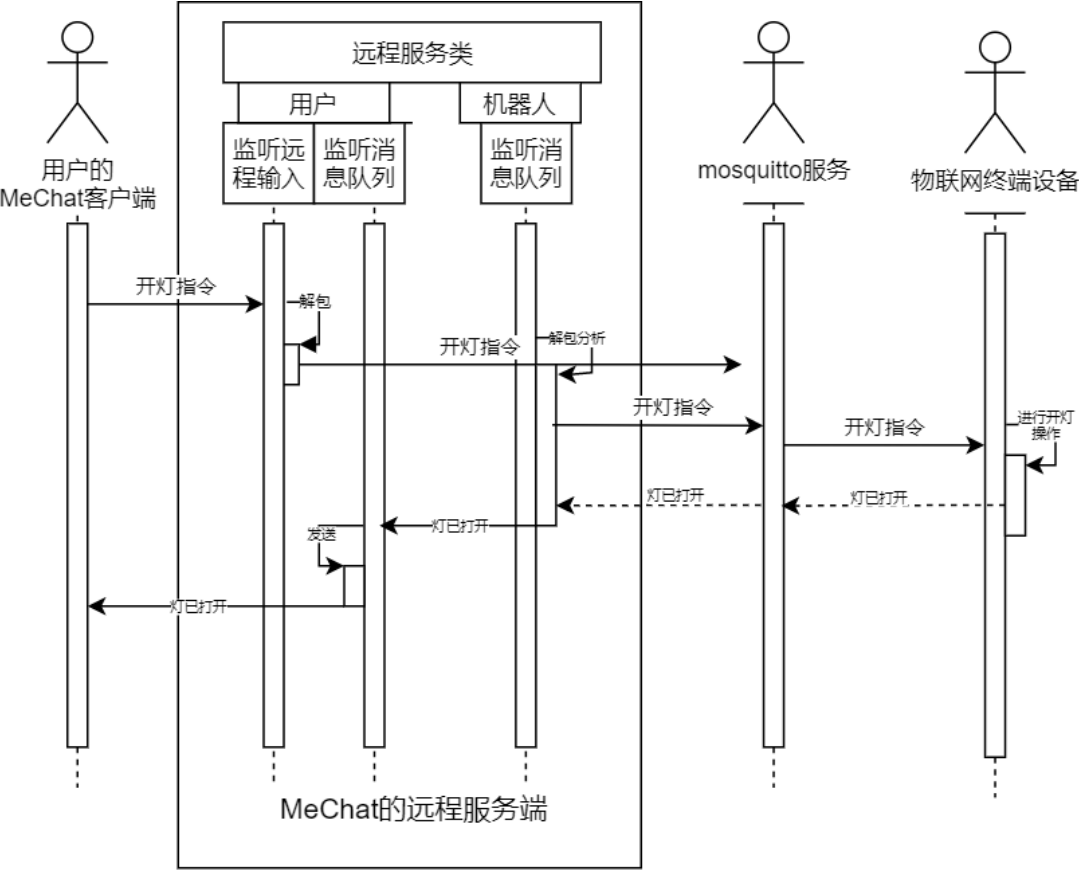 远程服务类
用户
机器人
监听远
程输入
监听消
息队列
监听消
息队列
用户的
MeChat客户端
mosquitto服务
物联网终端设备
开灯指令
解包
解包分析
开灯指令
开灯指令
开灯指令
进行开灯
操作
灯已打开
灯已打开
灯已打开
发送
灯已打开
MeChat的远程服务端